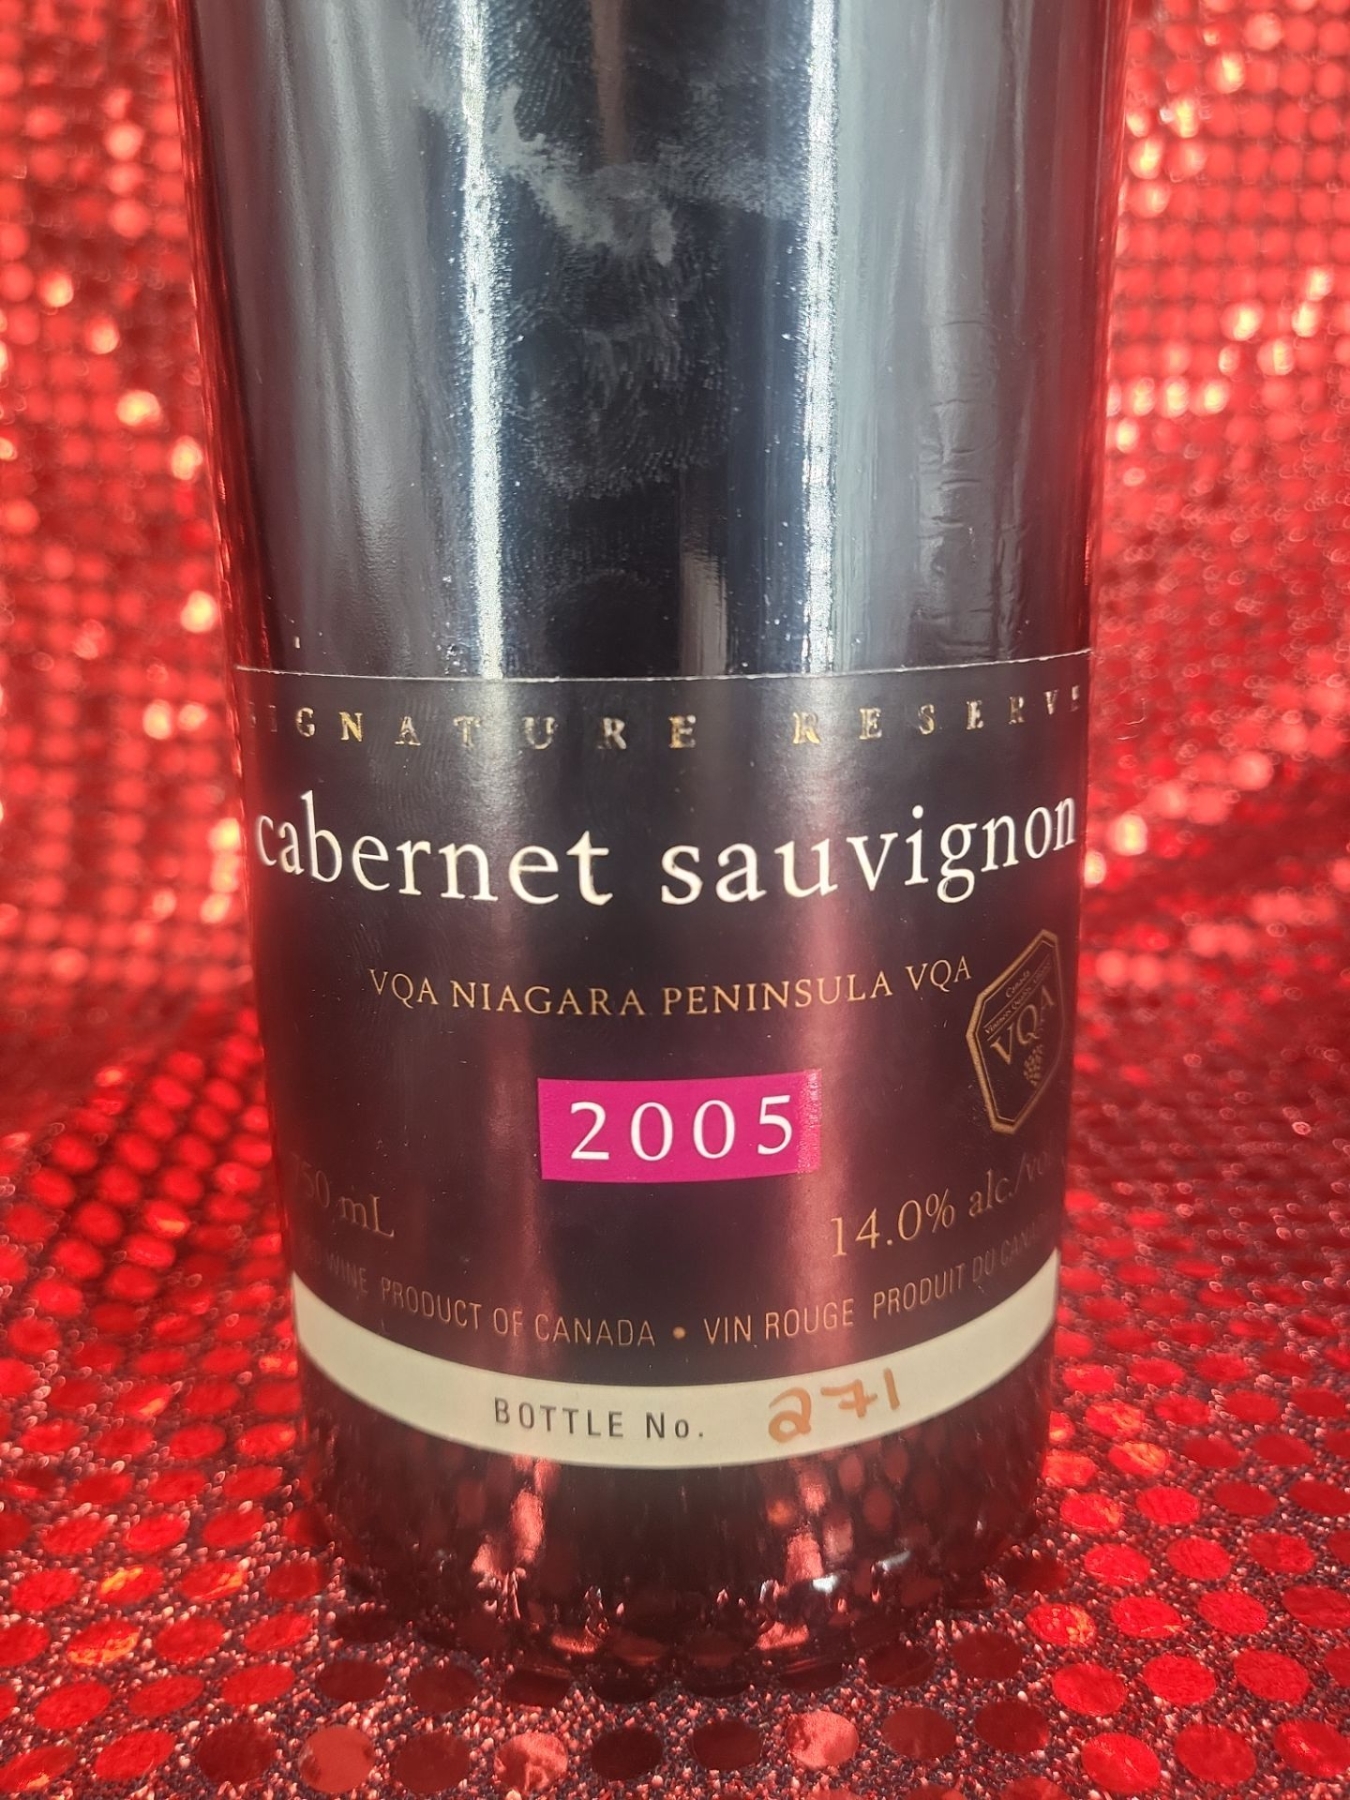 SIGNATURE RESERVE
cabernet sauvignon
VQA NIAGARA PENINSULA VQA
Canada
VQA
2005
750 mL
14.0% alc./vol
WINE PRODUCT OF CANADA • VIN ROUGE PRODUIT DU CANADA
BOTTLE No. 271